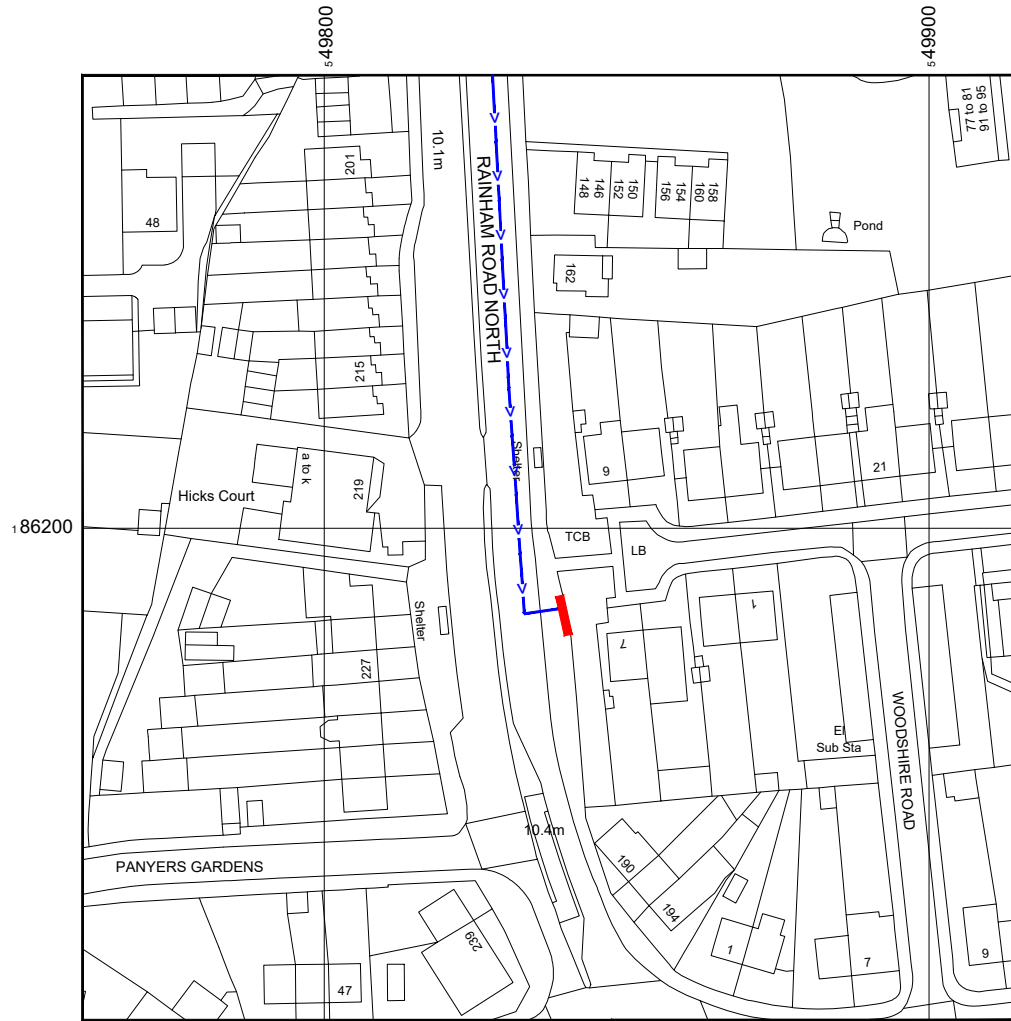 549800
549900
186200
10.1m
RAINHAM ROAD NORTH
201
48
148
146
152
150
156
154
160
158
77 to 81
91 to 95
Pond
162
215
Shelter
a to k
219
Hicks Court
9
21
TCB
LB
Shelter
227
7
1
El
Sub Sta
WOODSHIRE ROAD
10.4m
PANYERS GARDENS
190
194
239
47
1
7
9